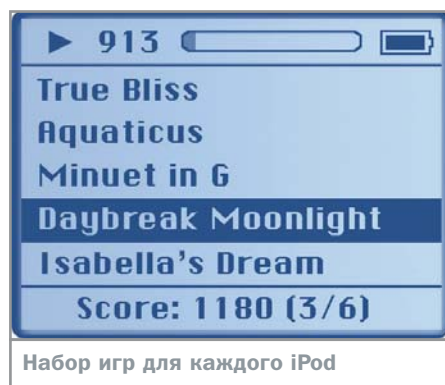 913
True Bliss
Aquaticus
Minuet in G
Daybreak Moonlight
Isabella's Dream
Score: 1180 (3/6)
Набор игр для каждого iPod